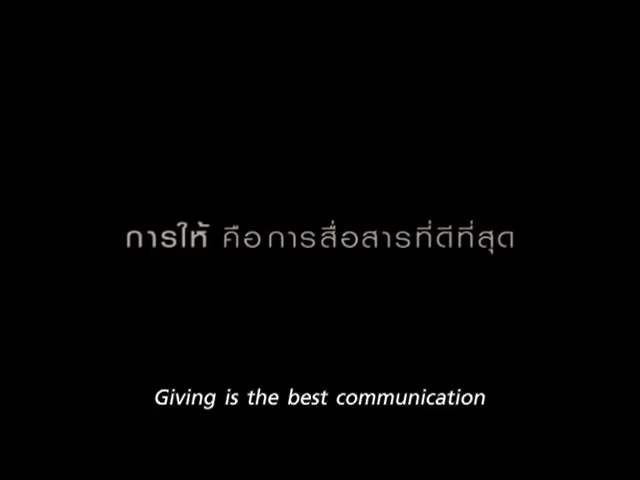 การให้ คือการสื่อสารที่ดีที่สุด
Giving is the best communication